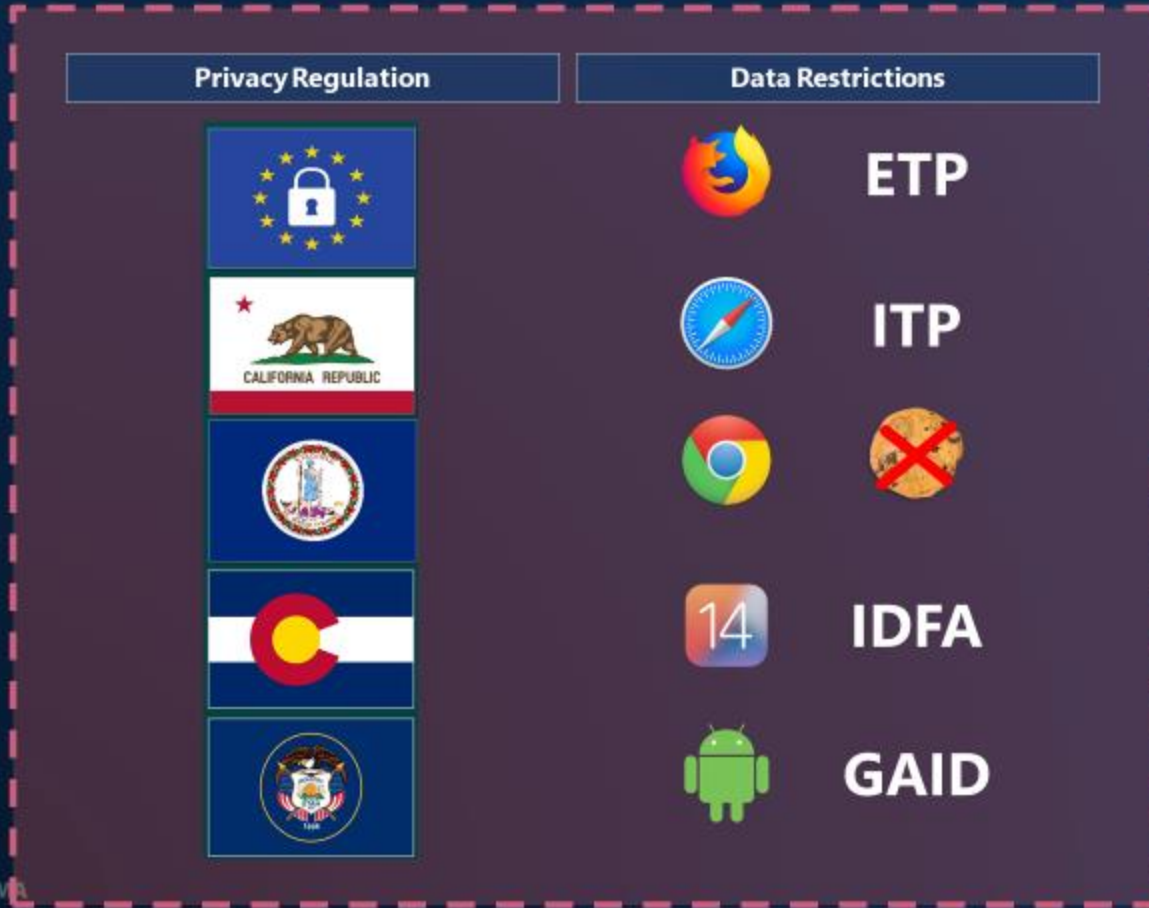 Privacy Regulation
Data Restrictions
ETP
CALIFORNIA REPUBLIC
ITP
14
IDFA
GAID